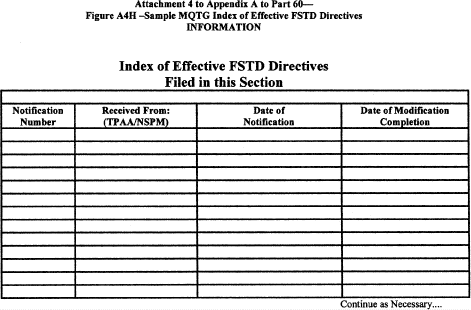 Attachment 4 to Appendix A to Part 60—
Figure A4H –Sample MQTG Index of Effective FSTD Directives
INFORMATION
Index of Effective FSTD Directives
Filed in this Section
Notification Number
Received From: (TPAA/NSPM)
Date of Notification
Date of Modification Completion
Continue as Necessary....